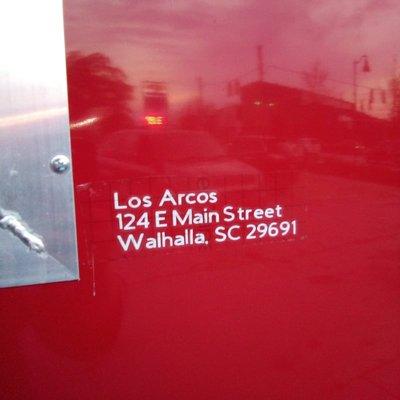 Los Arcos
124 E Main Street
Walhalla, SC 29691